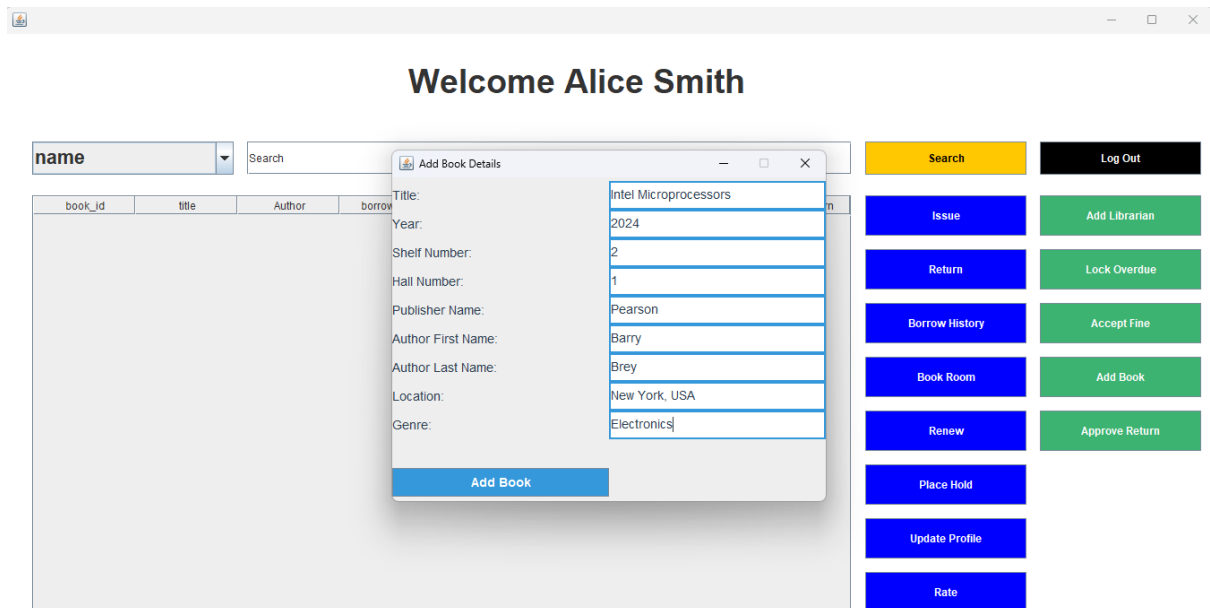 Welcome Alice Smith
name
Search
Search
Log Out
Add Book Details
Title: Intel Microprocessors
Year: 2024
Shelf Number: 2
Hall Number: 1
Publisher Name: Pearson
Author First Name: Barry
Author Last Name: Brey
Location: New York, USA
Genre: Electronics
Add Book
book_id title Author
Issue
Add Librarian
Return
Lock Overdue
Borrow History
Accept Fine
Book Room
Add Book
Renew
Approve Return
Place Hold
Update Profile
Rate